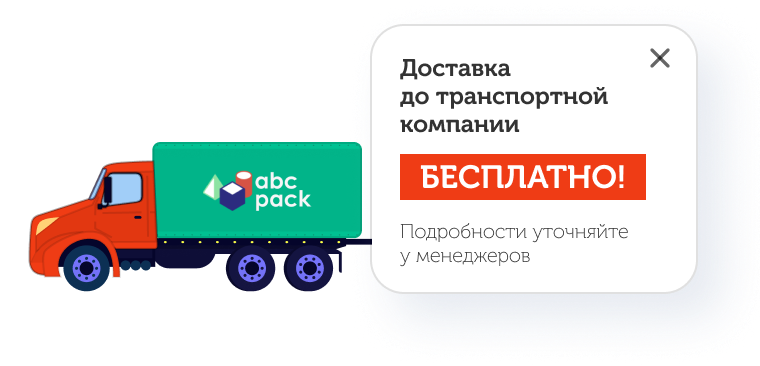 abc
pack
Доставка
до транспортной
компании
БЕСПЛАТНО!
Подробности уточняйте
у менеджеров